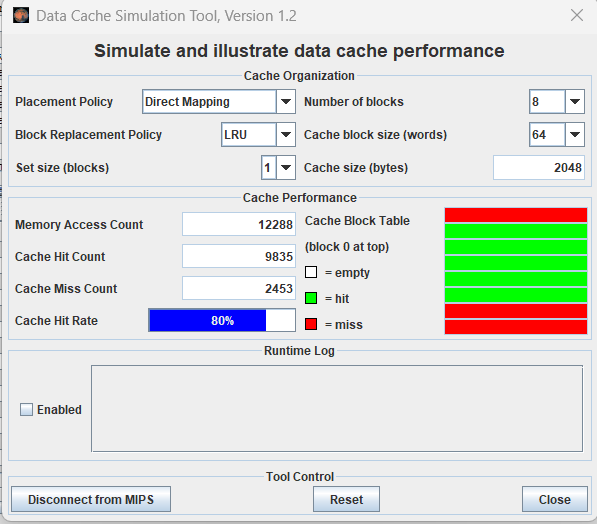 Data Cache Simulation Tool, Version 1.2
Simulate and illustrate data cache performance
Cache Organization
Placement Policy Direct Mapping Number of blocks 8
Block Replacement Policy LRU Cache block size (words) 64
Set size (blocks) 1 Cache size (bytes) 2048
Cache Performance
Memory Access Count 12288
Cache Hit Count 9835
Cache Miss Count 2453
Cache Hit Rate 80%
Cache Block Table
(block 0 at top)
= empty
= hit
= miss
Runtime Log
Enabled
Tool Control
Disconnect from MIPS Reset Close